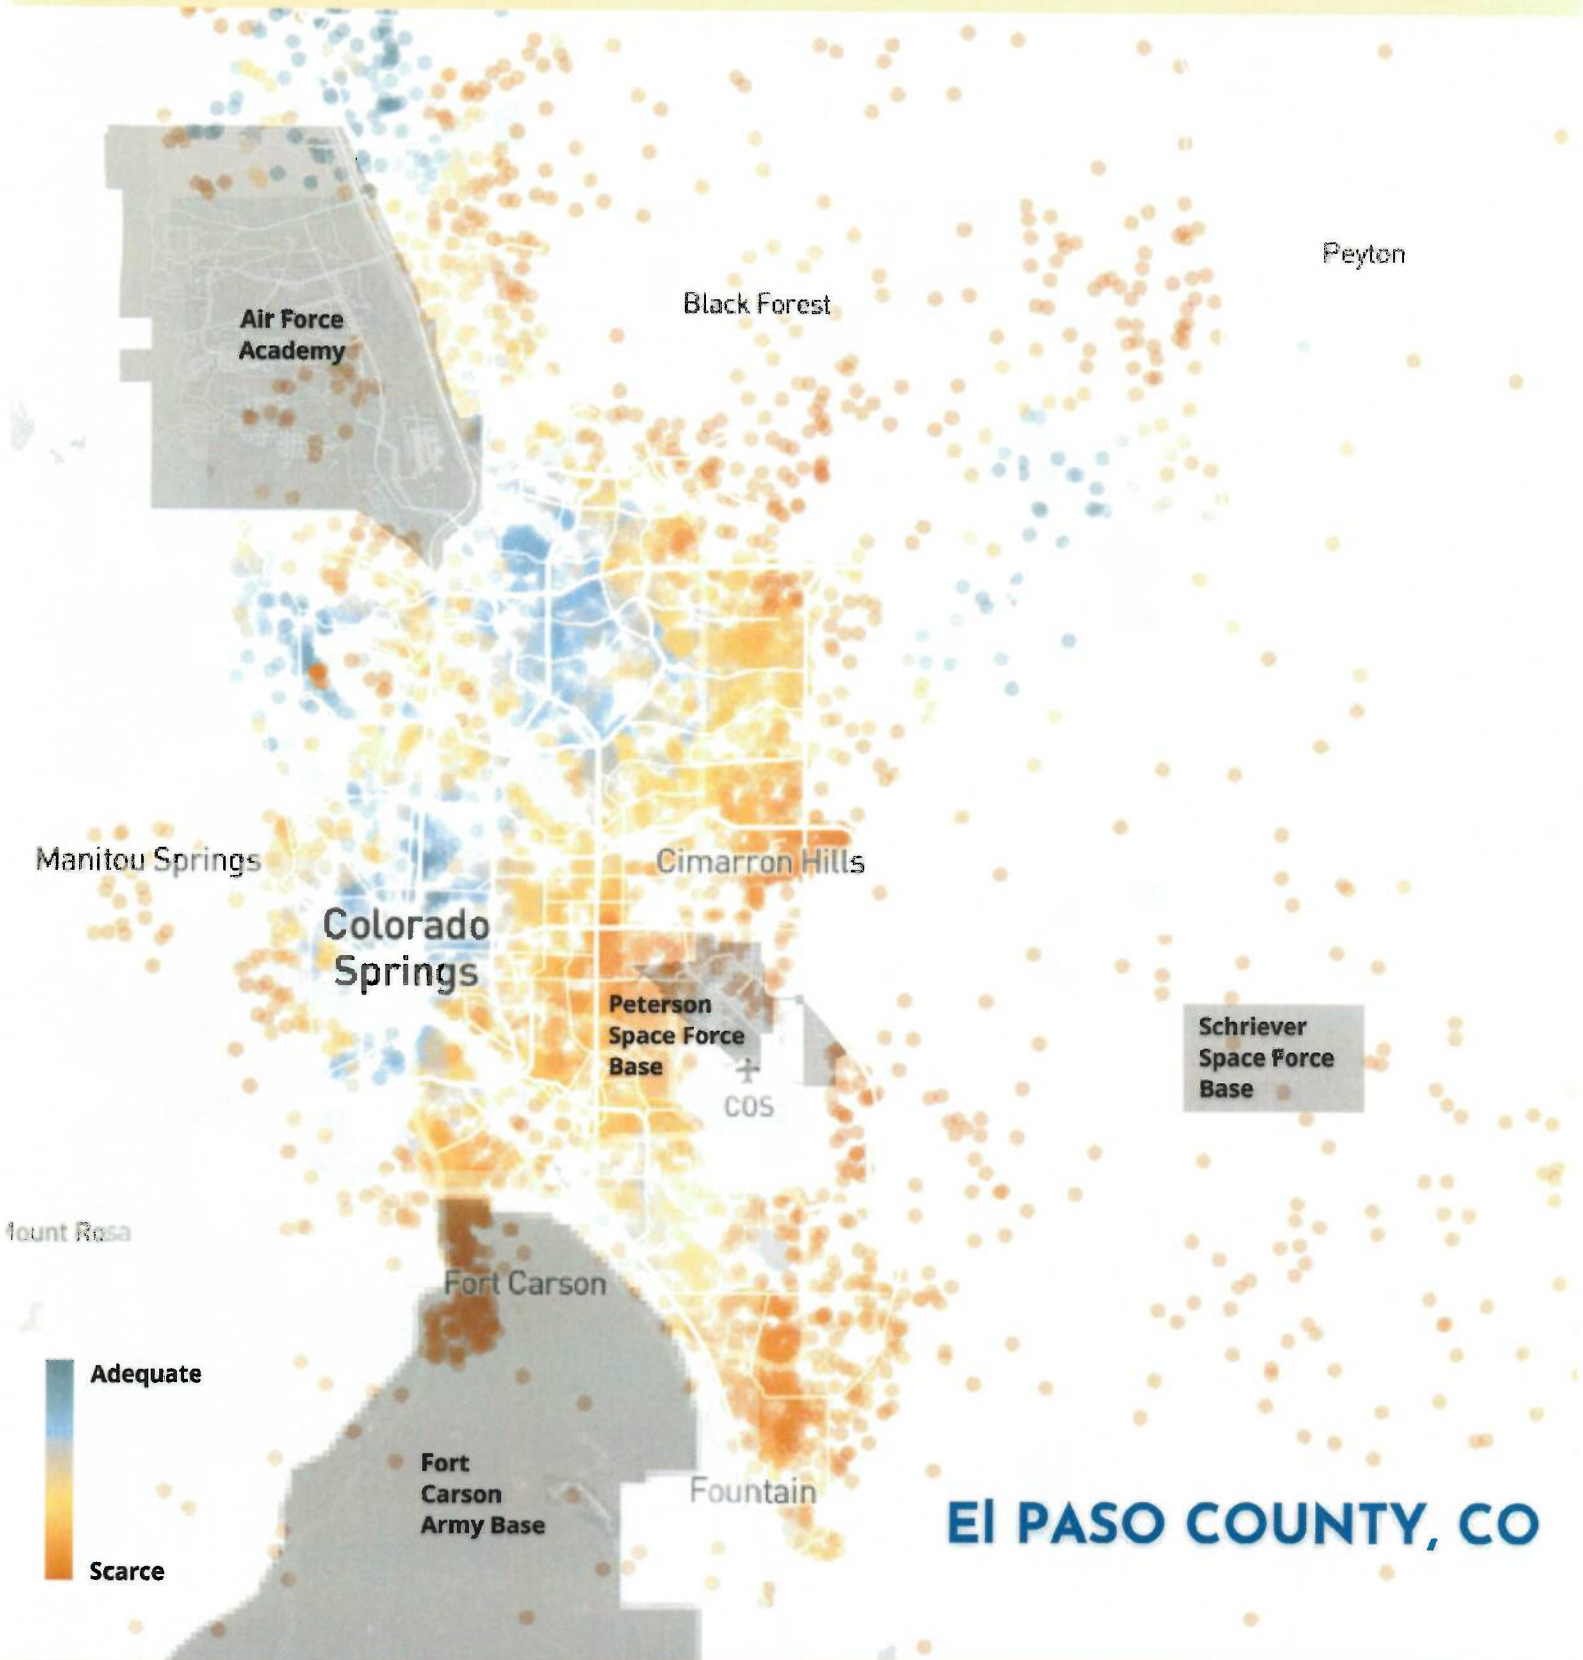 Peyton
Black Forest
Air Force
Academy
Manitou Springs
Cimarron Hills
Colorado
Springs
Peterson
Space Force
Base
COS
Schriever
Space Force
Base
Rosa
Fort Carson
Adequate
Scarce
Fort
Carson
Army Base
Fountain
El PASO COUNTY, CO